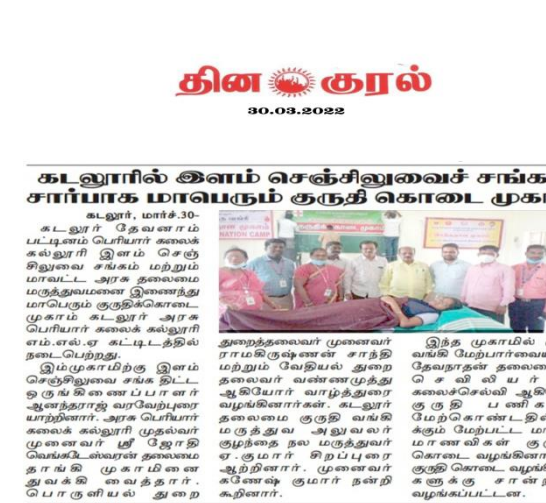 தின குரல்
30.03.2022
கடலூரில் இளம் செஞ்சிலுவைச் சங்க
சார்பாக மாபெரும் குருதி கொடை முகா
கடலூர், மார்ச்.30-
கடலூர் தேவனாம்
பட்டினம் பெரியார் கலைக்
கல்லூரி இளம் செஞ்
சிலுவை சங்கம் மற்றும்
மாவட்ட அரசு தலைமை
மருத்துவமனை இணைந்து
மாபெரும் குருதிக்கொடை
முகாம் கடலூர் அரசு
பெரியார் கலைக் கல்லூரி
எம்.எல்.ஏ கட்டிடத்தில்
நடைபெற்றது.
இம்முகாமிற்கு இளம்
செஞ்சிலுவை சங்க திட்ட
ஒருங்கிணைப்பாளர்
ஆனந்தராஜ் வரவேற்புரை
யாற்றினார். அரசு பெரியார்
கலைக் கல்லூரி முதல்வர்
முனைவர் ஸ்ரீ ஜோதி
வெங்கடேஸ்வரன் தலைமை
தாங்கி முகாமினை
துவக்கி வைத்தார்.
பொருளியல் துறை
NATION CAMP
துறைத்தலைவர் முனைவர்
ராமகிருஷ்ணன் சாந்தி
மற்றும் வேதியல் துறை
தலைவர் வண்ணமுத்து
ஆகியோர் வாழ்த்துரை
வழங்கினார்கள். கடலூர்
தலைமை குருதி வங்கி
மருத்துவ அலுவலர்
குழந்தை நல மருத்துவர்
ஏ.குமார் சிறப்புரை
ஆற்றினார். முனைவர்
கணேஷ் குமார் நன்றி
கூறினார்.
இந்த முகாமில்
வங்கி மேற்பார்வைய
தேவநாதன் தலைமை
செவிலியர்
கலைச்செல்வி ஆகி
குருதி பணிக
மேற்கொண்டதி
க்கும் மேற்பட்ட மா
மாணவிகள் கு
கொடை வழங்கினா
குருதி கொடை வழங்
களுக்கு சான்றி
வழங்கப்பட்டன.